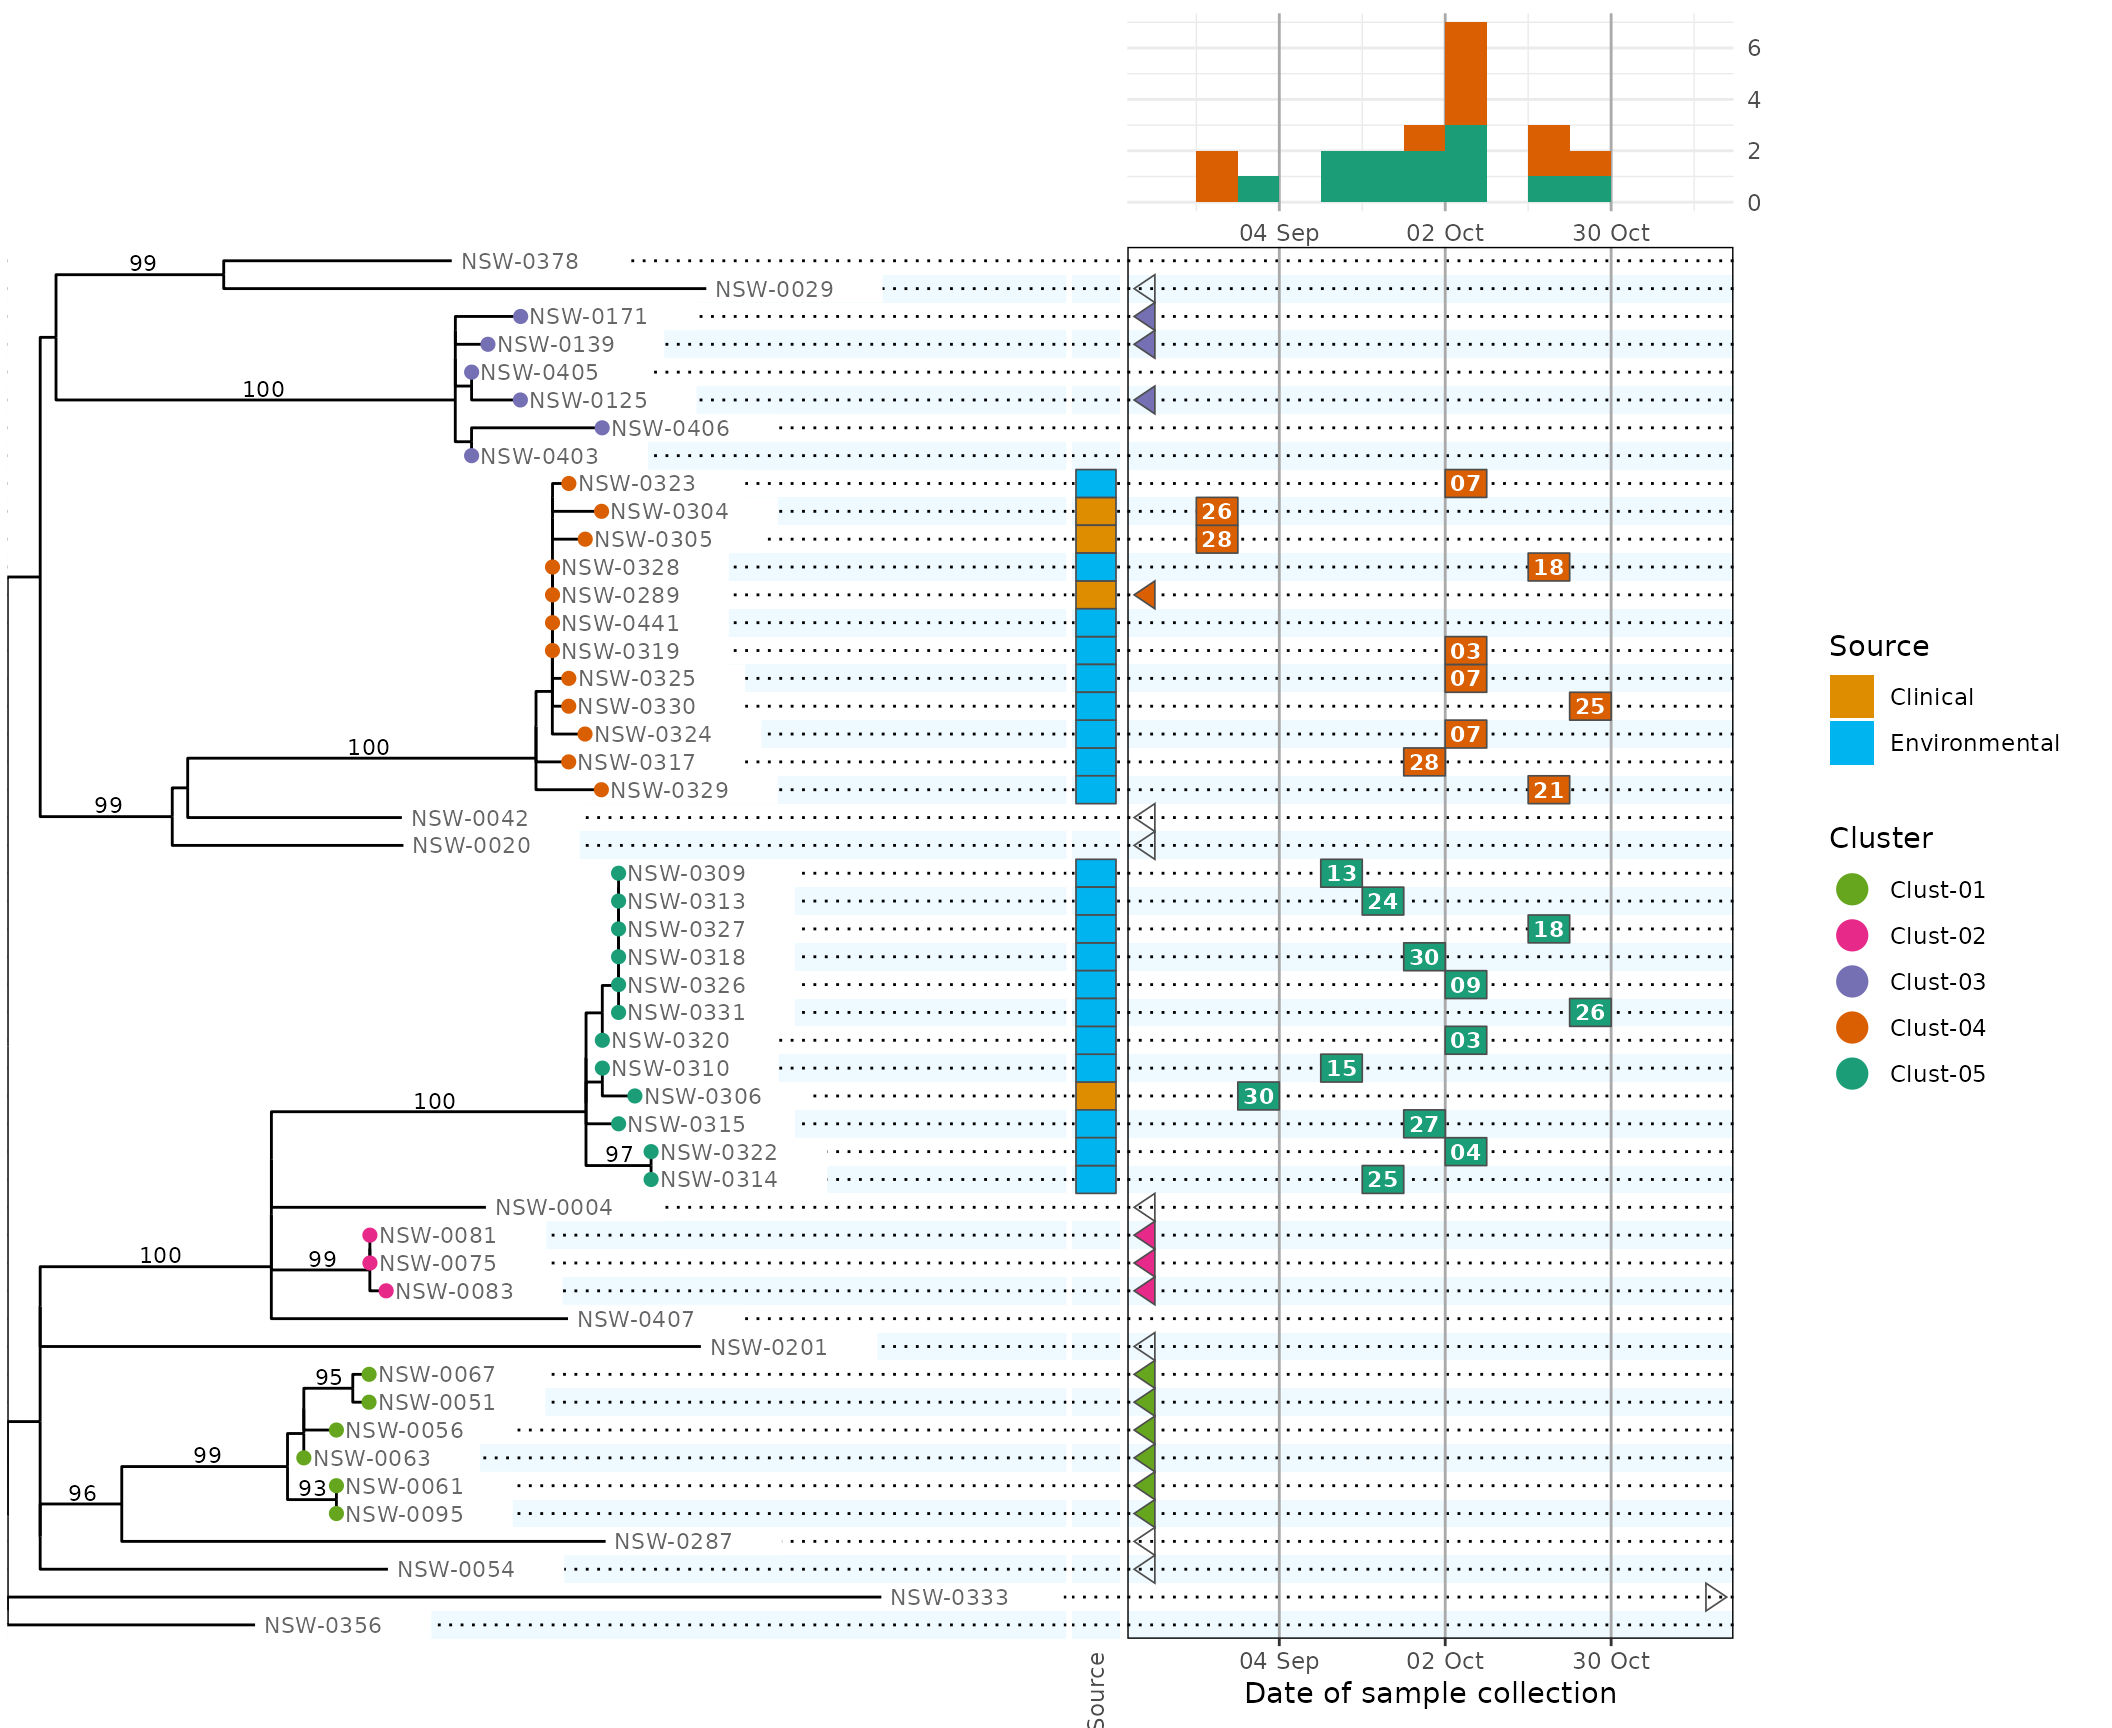 6
4
2
0
04 Sep 02 Oct 30 Oct
99
NSW-0378
NSW-0029
NSW-0171
NSW-0139
NSW-0405
100
NSW-0125
NSW-0406
NSW-0403
NSW-0323 07
NSW-0304 26
NSW-0305 28
NSW-0328 18
NSW-0289
NSW-0441
NSW-0319 03
NSW-0325 07
NSW-0330 25
NSW-0324 07
100
NSW-0317 28
NSW-0329 21
99
NSW-0042
NSW-0020
NSW-0309 13
NSW-0313 24
NSW-0327 18
NSW-0318 30
NSW-0326 09
NSW-0331 26
NSW-0320 03
NSW-0310 15
NSW-0306 30
100
NSW-0315 27
97 NSW-0322 04
NSW-0314 25
NSW-0004
NSW-0081
100 99
NSW-0075
NSW-0083
NSW-0407
NSW-0201
95 NSW-0067
NSW-0051
NSW-0056
99 NSW-0063
93 NSW-0061
96
NSW-0095
NSW-0287
NSW-0054
NSW-0333
NSW-0356
Source
04 Sep 02 Oct 30 Oct
Date of sample collection
Source
Clinical
Environmental
Cluster
Clust-01
Clust-02
Clust-03
Clust-04
Clust-05